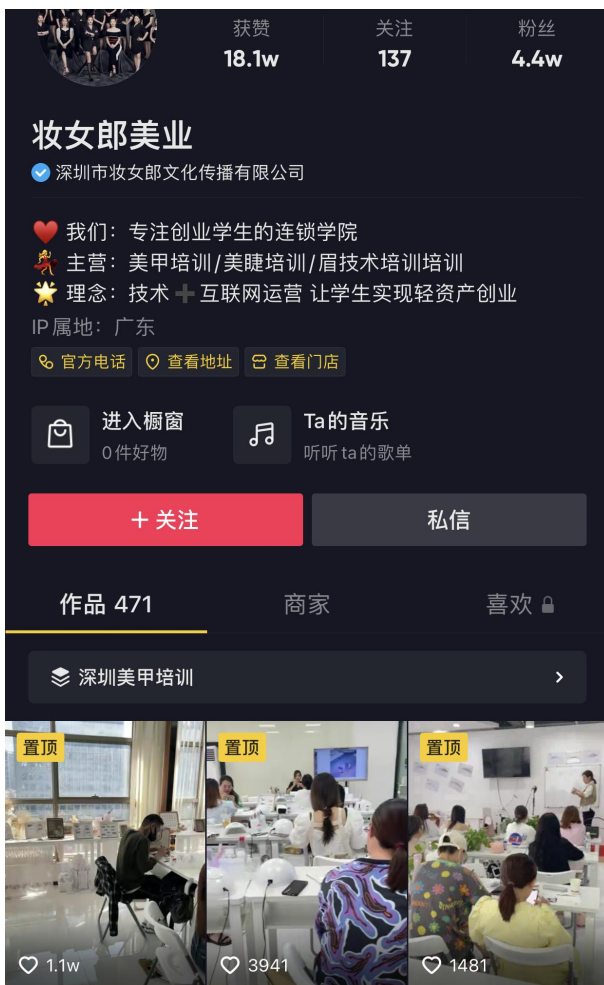 获赞 关注 粉丝
18.1w 137 4.4w
妆女郎美业
深圳市妆女郎文化传播有限公司
❤️ 我们：专注创业学生的连锁学院
💃 主营：美甲培训/美睫培训/眉技术培训培训
🌟 理念：技术➕互联网运营 让学生实现轻资产创业
IP属地：广东
官方电话 查看地址 查看门店
进入橱窗 Ta的音乐
0件好物 听听ta的歌单
＋关注 私信
作品 471 商家 喜欢
深圳美甲培训
置顶 置顶 置顶
1.1w 3941 1481